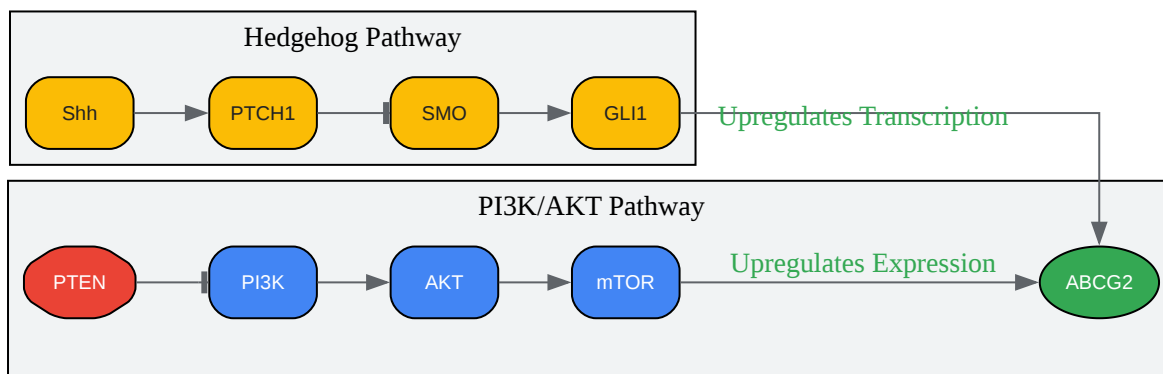 Hedgehog Pathway
Shh
PTCH1
SMO
GLI1
Upregulates Transcription
PI3K/AKT Pathway
PTEN
PI3K
AKT
mTOR
Upregulates Expression
ABCG2